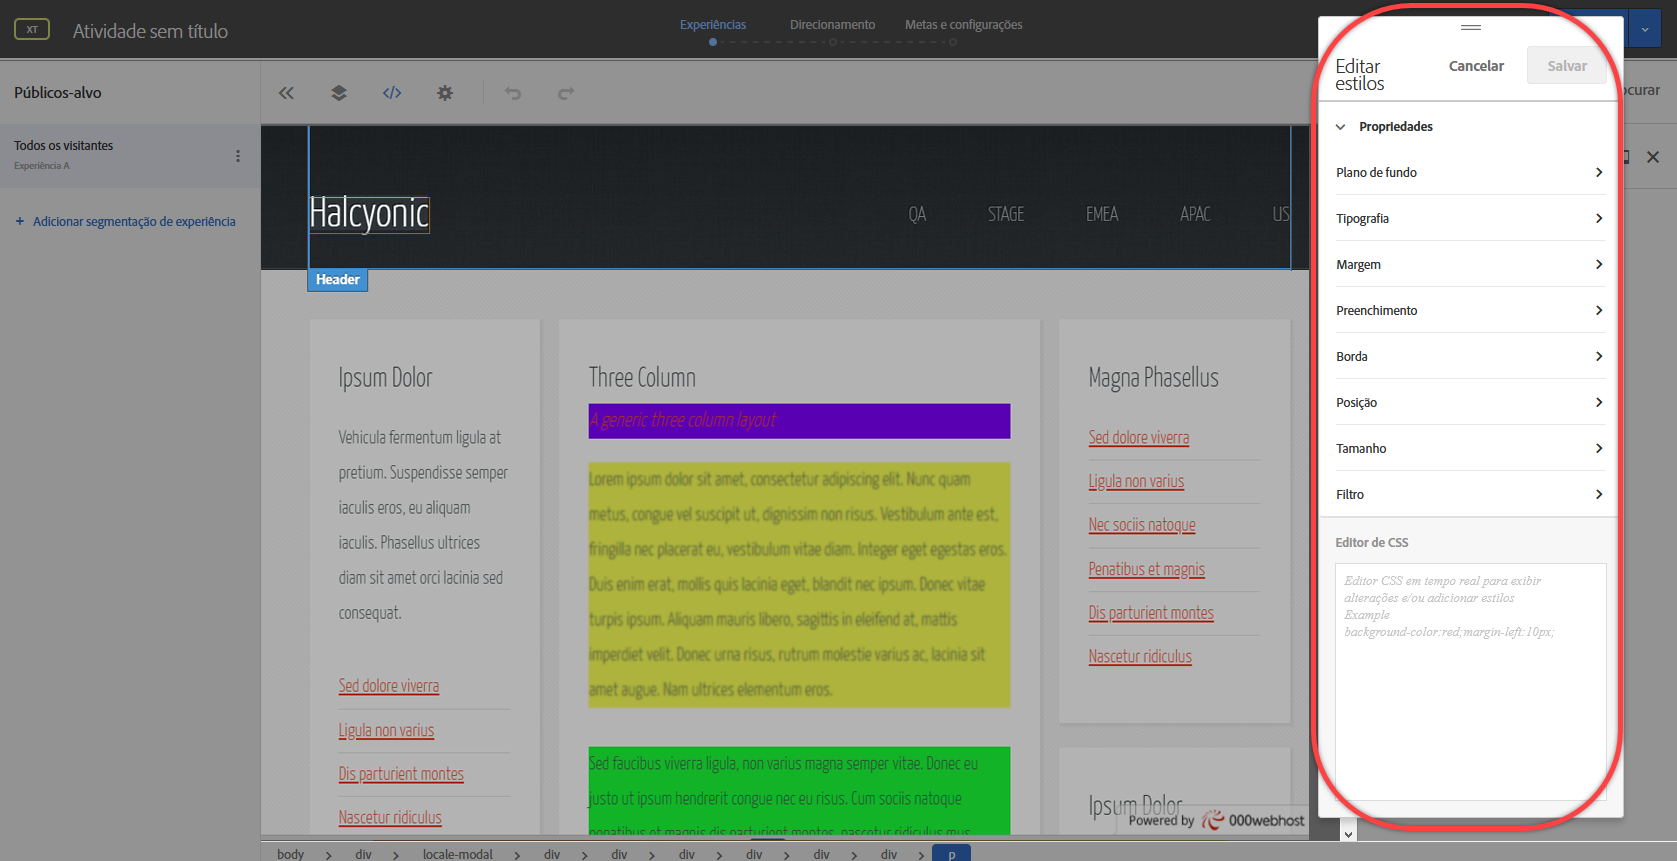 XT
Atividade sem título
Experiências
Direcionamento
Metas e configurações
Públicos-alvo
Todos os visitantes
Experiência A
+ Adicionar segmentação de experiência
Halcyonic
QA
STAGE
EMEA
APAC
US
Header
Ipsum Dolor
Vehicula fermentum ligula at
pretium. Suspendisse semper
iaculis eros, eu aliquam
iaculis. Phasellus ultrices
diam sit amet orci lacinia sed
consequat.
Sed dolore viverra
Ligula non varius
Dis parturient montes
Nascetur ridiculus
Three Column
A generic three column layout
Lorem ipsum dolor sit amet, consectetur adipiscing elit. Nunc quam
metus, congue vel suscipit ut, dignissim non risus. Vestibulum ante est,
fringilla nec placerat eu, vestibulum vitae diam. Integer eget egestas eros.
Duis enim erat, mollis quis lacinia eget, blandit nec ipsum. Donec vitae
turpis ipsum. Aliquam mauris libero, sagittis in eleifend at, mattis
imperdiet velit. Donec urna risus, rutrum molestie varius ac, lacinia sit
amet augue. Nam ultrices elementum eros.
Sed faucibus viverra ligula, non varius magna semper vitae. Donec eu
justo ut ipsum hendrerit congue nec eu risus. Cum sociis natoque
penatibus et magnis dis parturient montes, nascetur ridiculus mus.
Magna Phasellus
Sed dolore viverra
Ligula non varius
Nec sociis natoque
Penatibus et magnis
Dis parturient montes
Nascetur ridiculus
Ipsum Dolor
Powered by 000webhost
Editar
estilos
Cancelar
Salvar
ocurar
Propriedades
Plano de fundo
Tipografia
Margem
Preenchimento
Borda
Posição
Tamanho
Filtro
Editor de CSS
Editor CSS em tempo real para exibir
alterações e/ou adicionar estilos
Example
background-color:red;margin-left:10px;
body > div > locale-modal > div > div > div > div > div > div > p